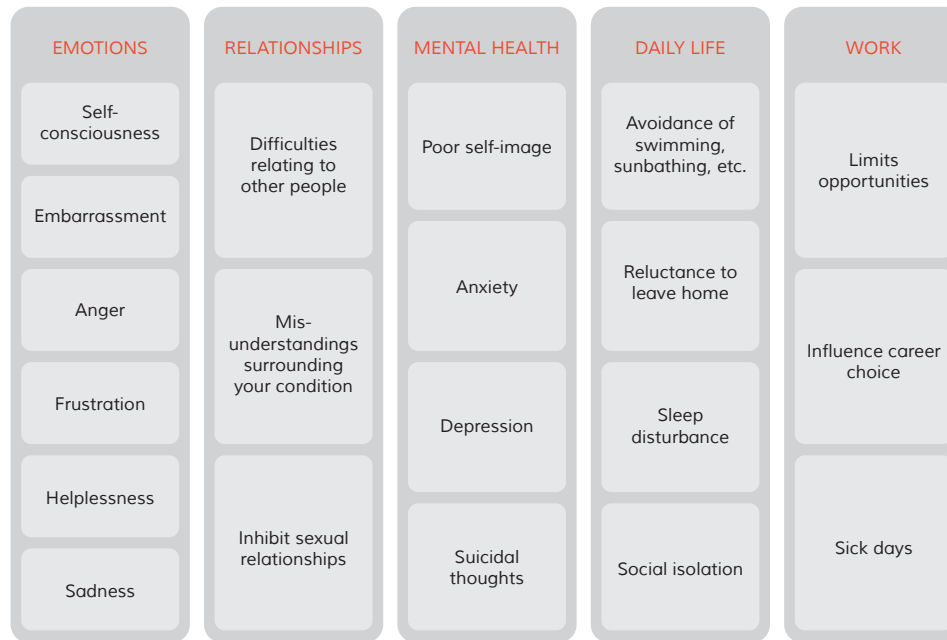 EMOTIONS
Self-
consciousness
Embarrassment
Anger
Frustration
Helplessness
Sadness
RELATIONSHIPS
Difficulties
relating to
other people
Mis-
understandings
surrounding
your condition
Inhibit sexual
relationships
MENTAL HEALTH
Poor self-image
Anxiety
Depression
Suicidal
thoughts
DAILY LIFE
Avoidance of
swimming,
sunbathing, etc.
Reluctance to
leave home
Sleep
disturbance
Social isolation
WORK
Limits
opportunities
Influence career
choice
Sick days